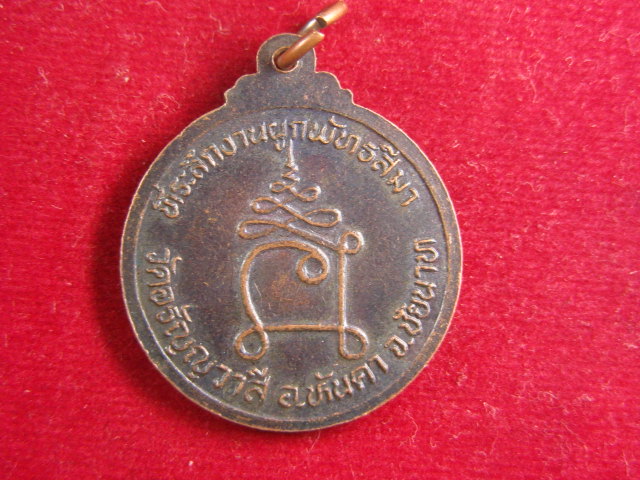 ที่ระลึกงานผูกพัทธสีมา
วัดอรัญญวาสี อ.หันคา จ.ชัยนาท